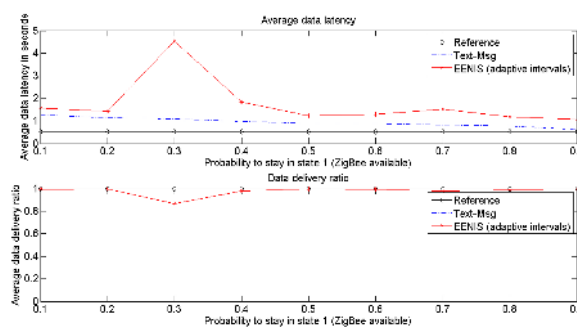 Average data latency
Average data latency in seconds
5
4
3
2
1
0
Reference
Text-Msg
EENIS (adaptive intervals)
0.1 0.2 0.3 0.4 0.5 0.6 0.7 0.8 0.
Probability to stay in state 1 (ZigBee available)
Data delivery ratio
Average data delivery ratio
1
0.8
0.6
0.4
0.2
0
Reference
Text-Msg
EENIS (adaptive intervals)
0.1 0.2 0.3 0.4 0.5 0.6 0.7 0.8 0.
Probability to stay in state 1 (ZigBee available)